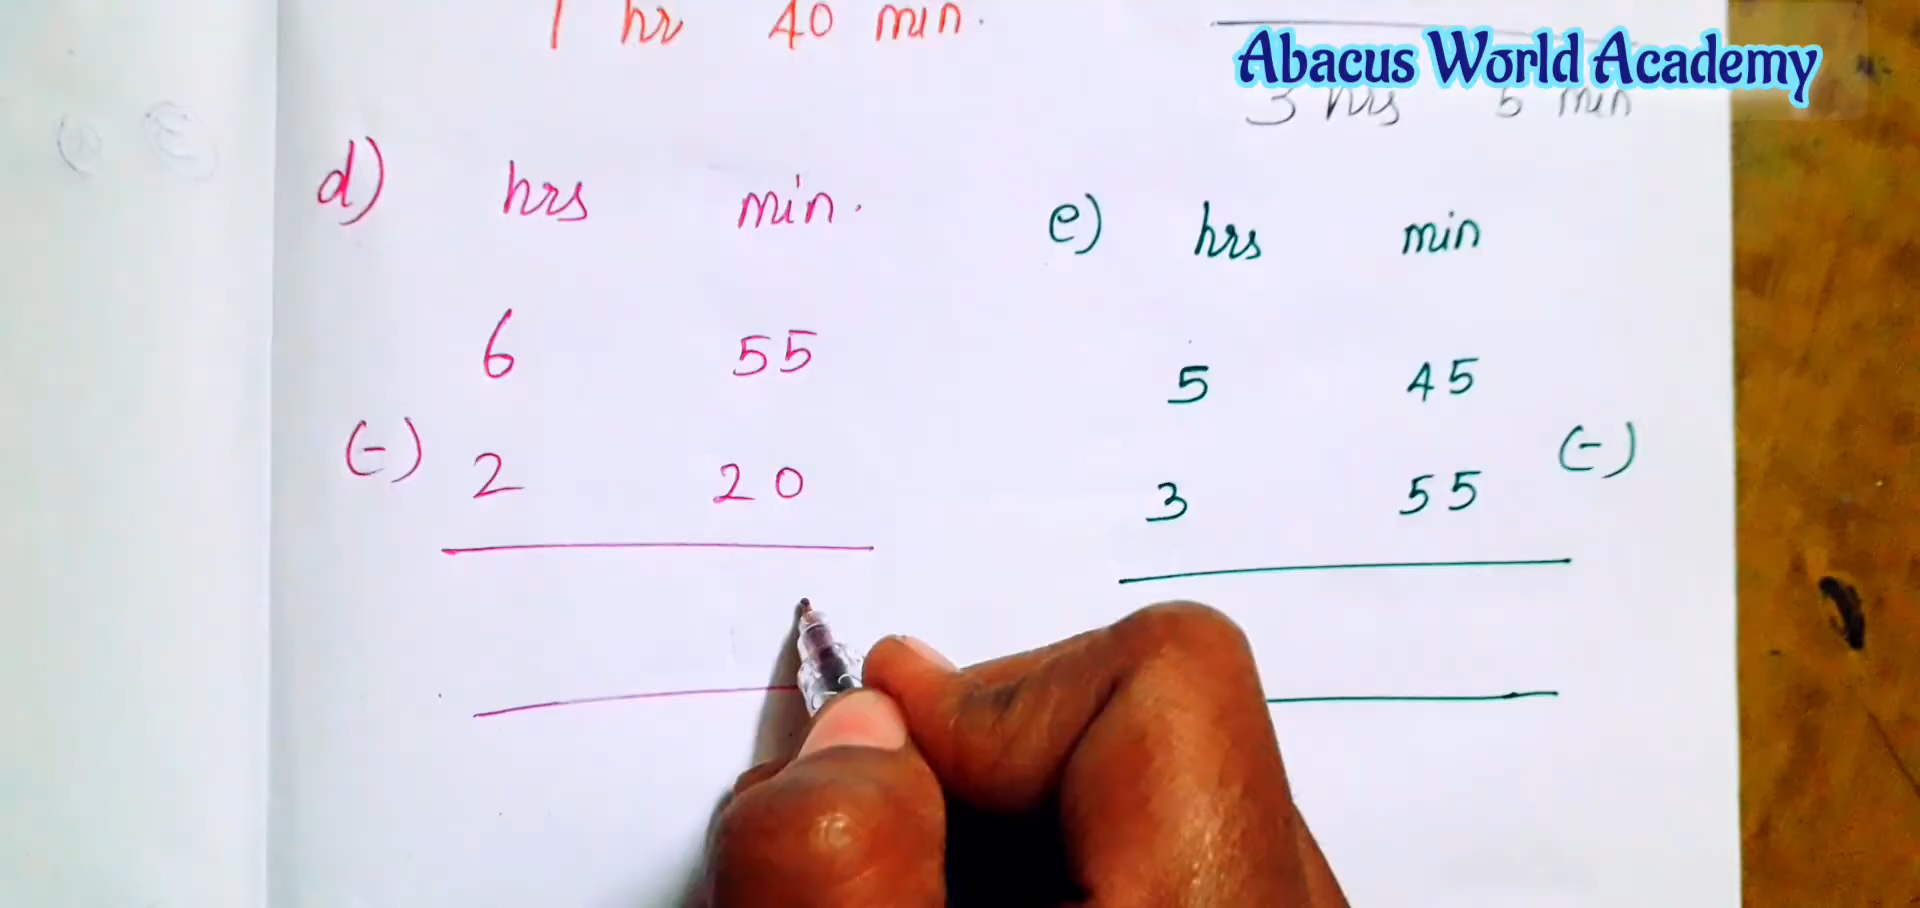 1 hr 40 min.
Abacus World Academy
3 hrs 5 min
d) hrs min.
6 55
(-) 2 20
e) hrs min
5 45
3 55 (-)